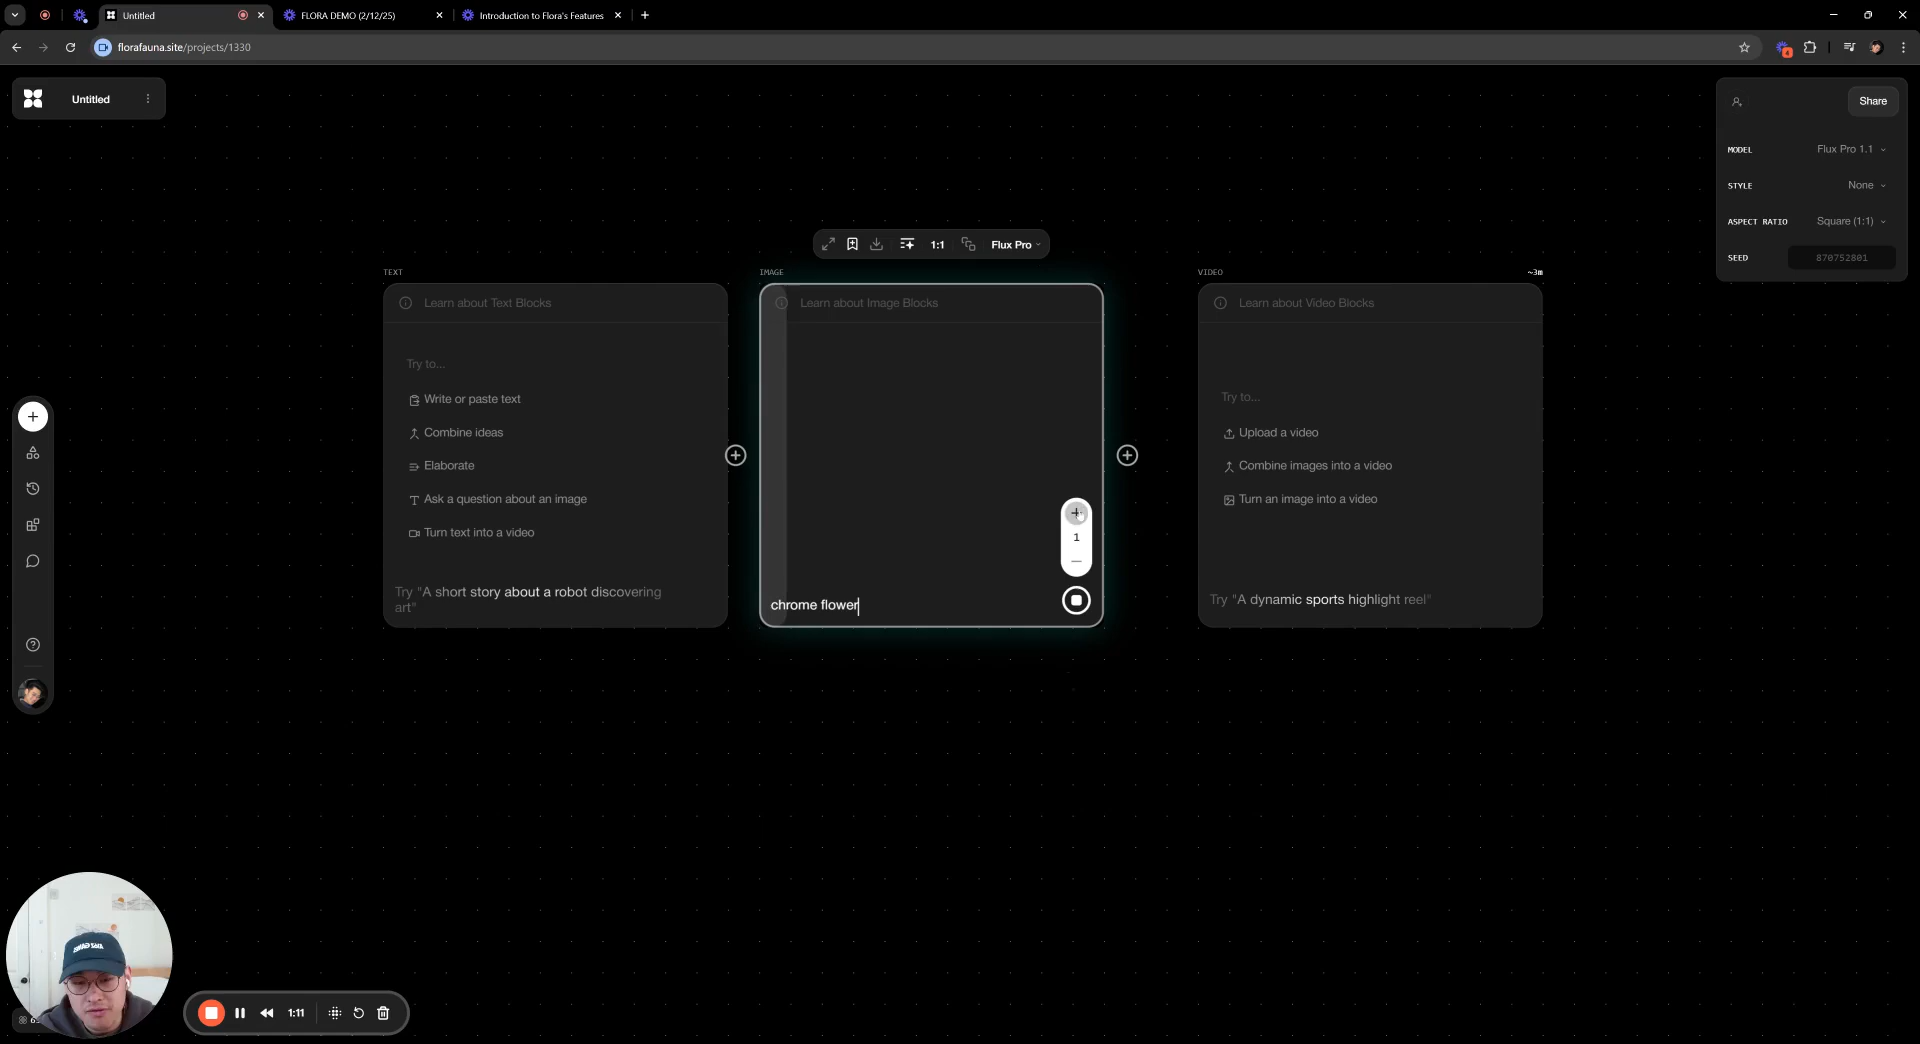 Untitled
FLORA DEMO (2/12/25)
Introduction to Flora's Features
florafauna.site/projects/1330
Untitled
Share
MODEL
Flux Pro 1.1
STYLE
None
ASPECT RATIO
Square (1:1)
SEED
870752801
1:1
Flux Pro
TEXT
Learn about Text Blocks
Try to...
Write or paste text
Combine ideas
Elaborate
Ask a question about an image
Turn text into a video
Try "A short story about a robot discovering
art"
IMAGE
Learn about Image Blocks
1
chrome flower
VIDEO
~3m
Learn about Video Blocks
Try to...
Upload a video
Combine images into a video
Turn an image into a video
Try "A dynamic sports highlight reel"
1:11